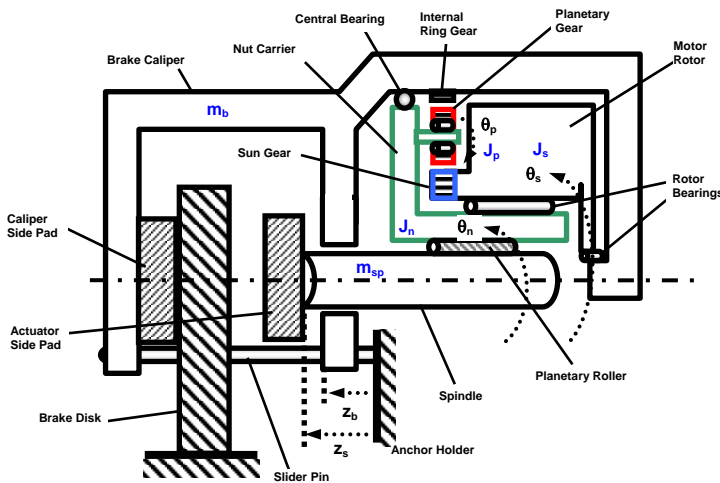 Central Bearing
Internal
Ring Gear
Planetary
Gear
Brake Caliper
Nut Carrier
Motor
Rotor
m_b
θ_p
J_p
J_s
Sun Gear
θ_s
Rotor
Bearings
Caliper
Side Pad
J_n
θ_n
m_sp
Actuator
Side Pad
Planetary Roller
Spindle
z_b
Brake Disk
z_s
Anchor Holder
Slider Pin